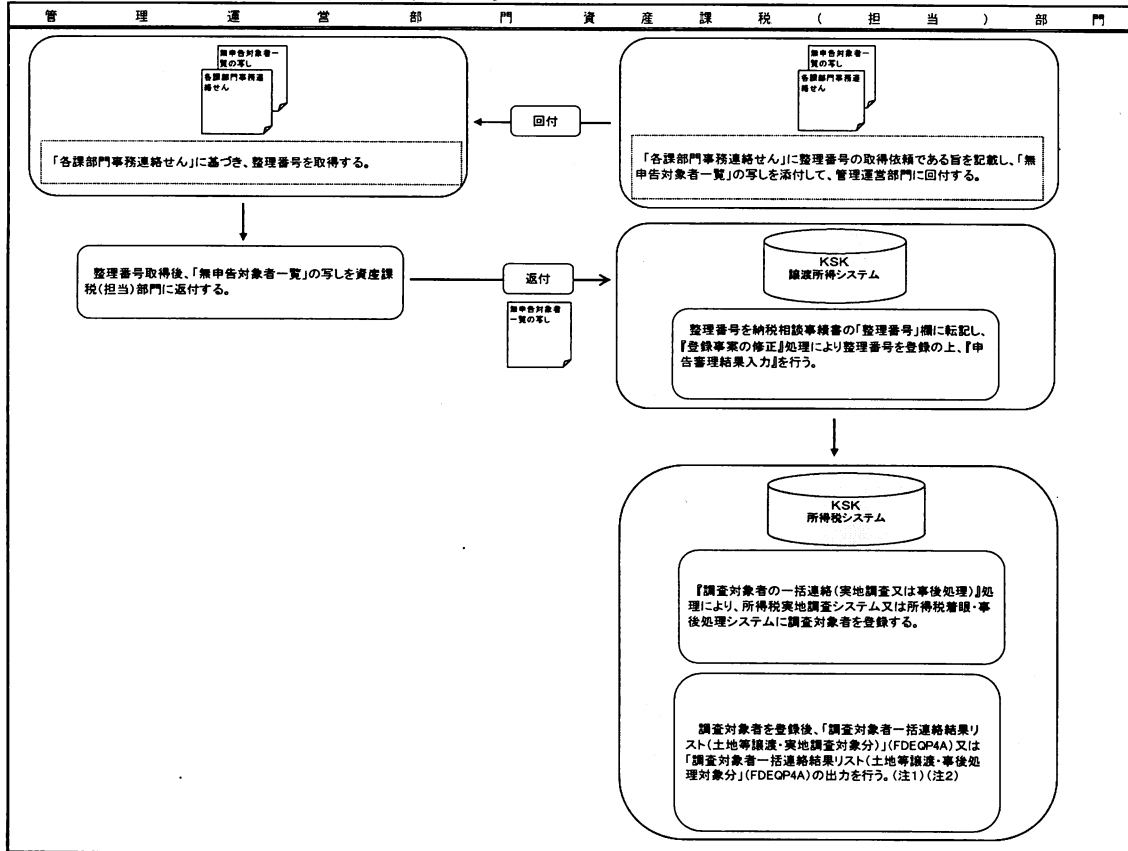 管理運営部門
資産課税(担当)部門
無申告対象者一
覧の写し
各課部門事務連
絡せん
「各課部門事務連絡せん」に基づき、整理番号を取得する。
回付
無申告対象者一
覧の写し
各課部門事務連
絡せん
「各課部門事務連絡せん」に整理番号の取得依頼である旨を記載し、「無
申告対象者一覧」の写しを添付して、管理運営部門に回付する。
整理番号取得後、「無申告対象者一覧」の写しを資産課
税(担当)部門に返付する。
返付
無申告対象者
一覧の写し
KSK
譲渡所得システム
整理番号を納税相談事績書の「整理番号」欄に転記し、
『登録事案の修正』処理により整理番号を登録の上、『申
告審理結果入力』を行う。
KSK
所得税システム
『調査対象者の一括連絡(実地調査又は事後処理)』処
理により、所得税実地調査システム又は所得税着眼・事
後処理システムに調査対象者を登録する。
調査対象者を登録後、「調査対象者一括連絡結果リ
スト(土地等譲渡・実地調査対象分)」(FDEQP4A)又は
「調査対象者一括連絡結果リスト(土地等譲渡・事後処
理対象分」(FDEQP4A)の出力を行う。(注1)(注2)